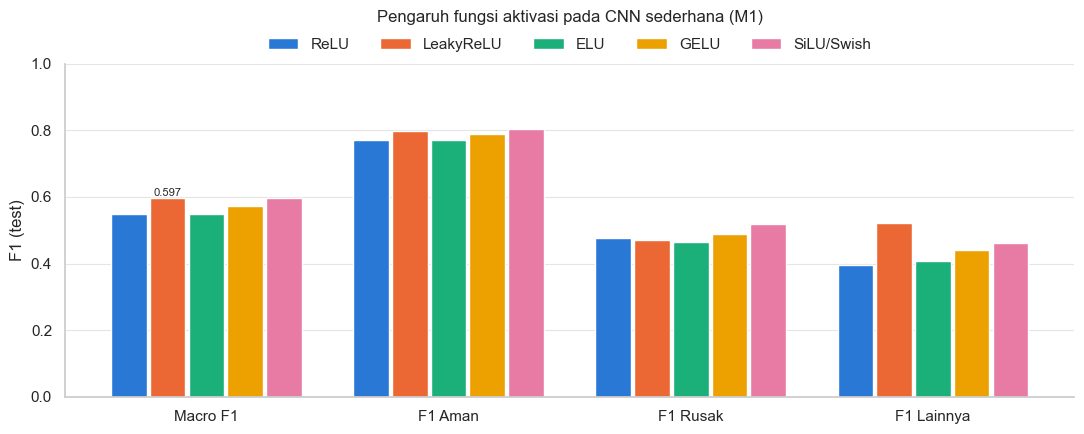 Pengaruh fungsi aktivasi pada CNN sederhana (M1)
ReLU LeakyReLU ELU GELU SiLU/Swish
F1 (test)
1.0
0.8
0.6
0.4
0.2
0.0
0.597
Macro F1 F1 Aman F1 Rusak F1 Lainnya